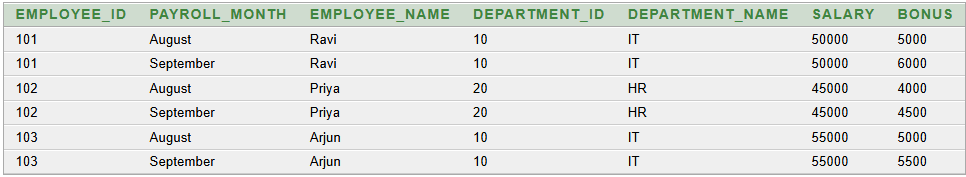 EMPLOYEE_ID PAYROLL_MONTH EMPLOYEE_NAME DEPARTMENT_ID DEPARTMENT_NAME SALARY BONUS
101 August Ravi 10 IT 50000 5000
101 September Ravi 10 IT 50000 6000
102 August Priya 20 HR 45000 4000
102 September Priya 20 HR 45000 4500
103 August Arjun 10 IT 55000 5000
103 September Arjun 10 IT 55000 5500